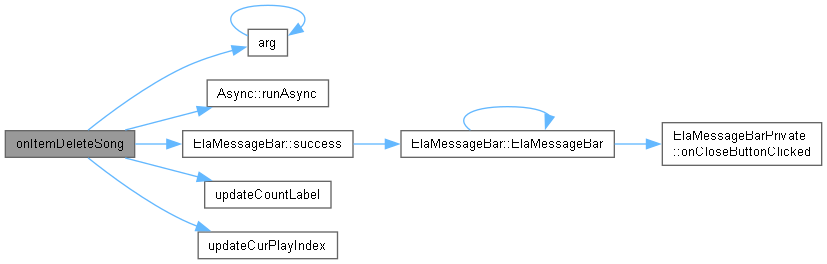 arg
Async::runAsync
onItemDeleteSong
ElaMessageBar::success
ElaMessageBar::ElaMessageBar
ElaMessageBarPrivate
::onCloseButtonClicked
updateCountLabel
updateCurPlayIndex